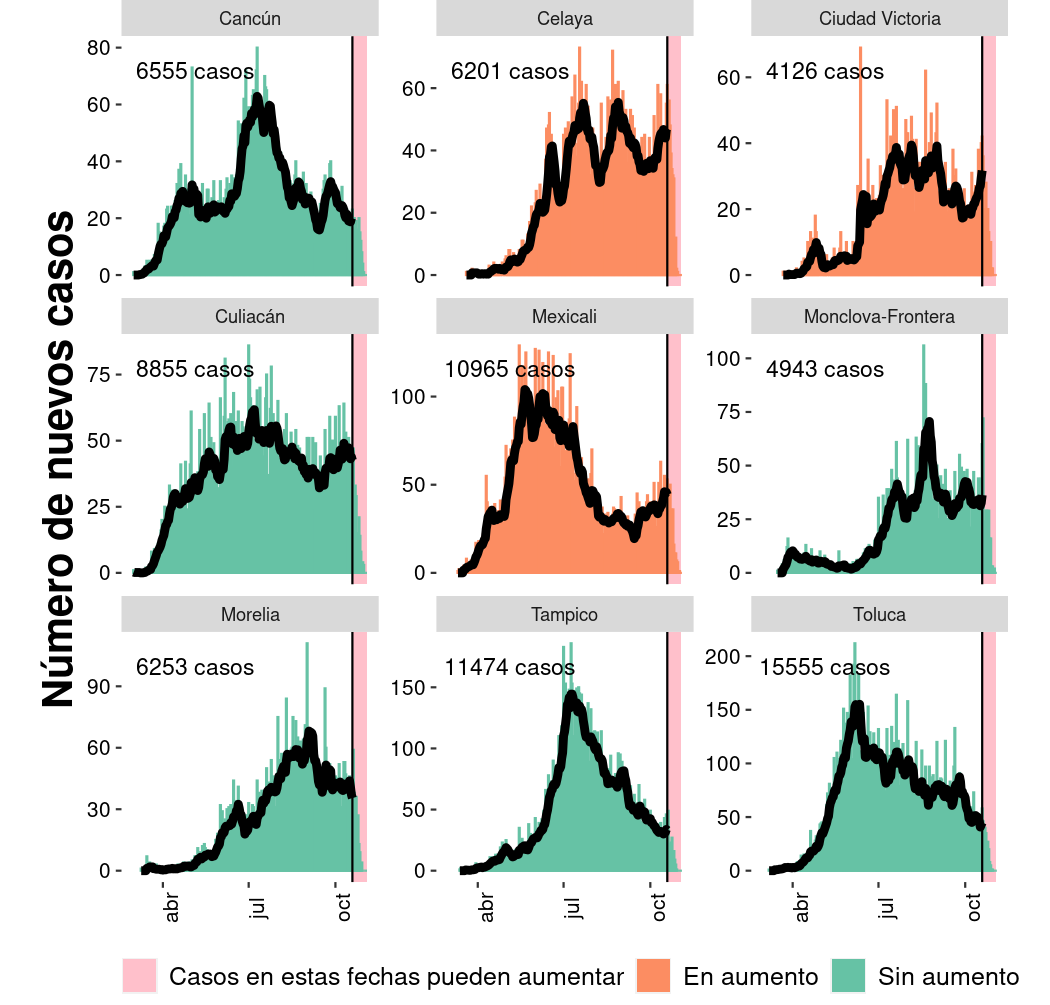 Número de nuevos casos
Cancún
Celaya
Ciudad Victoria
80
60
40
20
0
6555 casos
60
40
20
0
6201 casos
60
40
20
0
4126 casos
Culiacán
Mexicali
Monclova-Frontera
75
50
25
0
8855 casos
100
50
0
10965 casos
100
75
50
25
0
4943 casos
Morelia
Tampico
Toluca
90
60
30
0
6253 casos
150
100
50
0
11474 casos
200
150
100
50
0
15555 casos
abr
jul
oct
abr
jul
oct
abr
jul
oct
Casos en estas fechas pueden aumentar
En aumento
Sin aumento